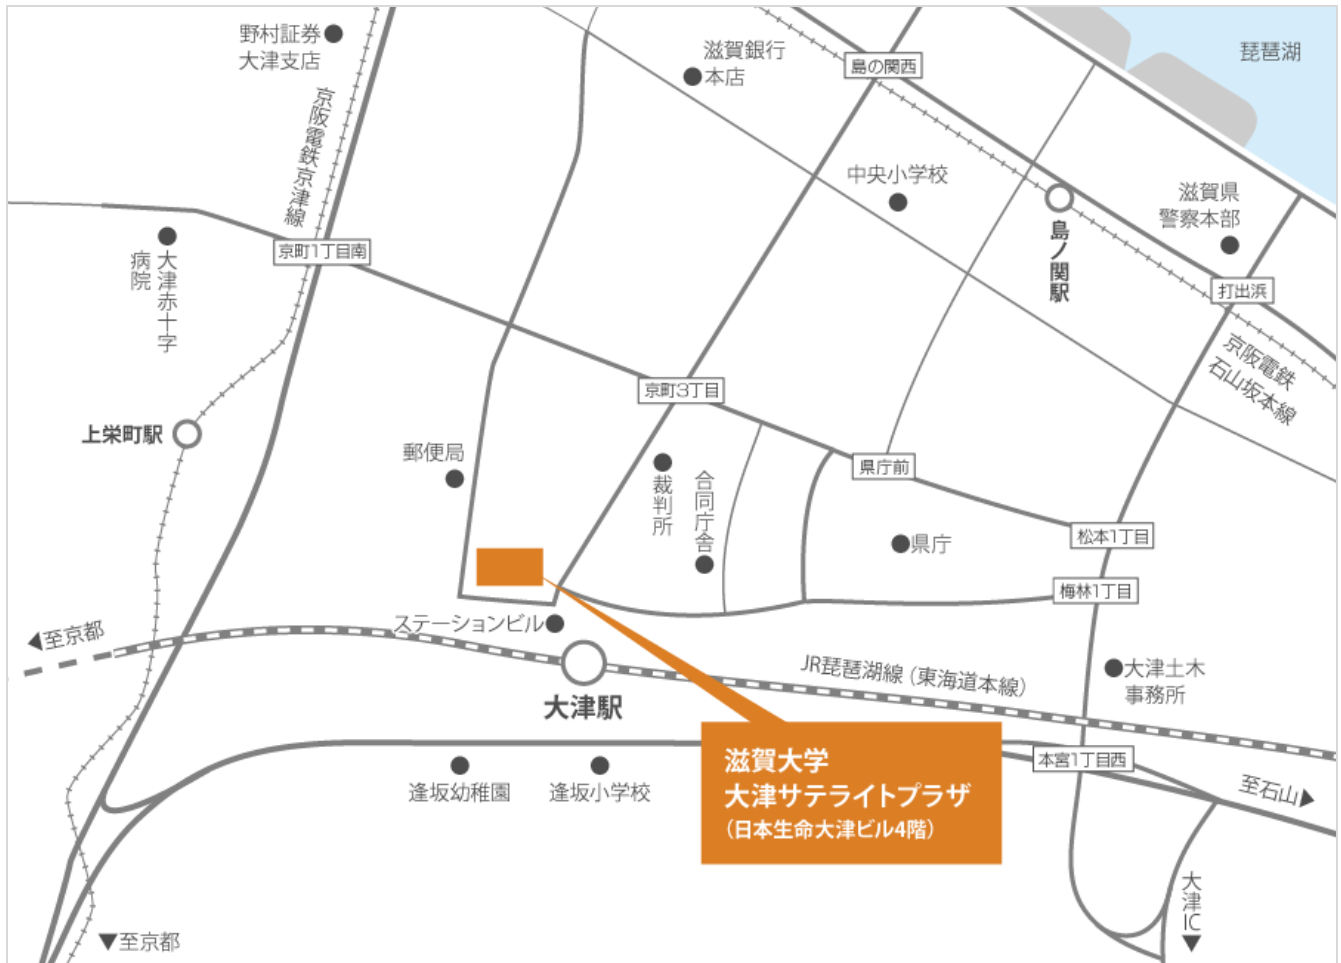 野村証券
大津支店
滋賀銀行
本店
島の関西
琵琶湖
京阪電鉄京津線
中央小学校
滋賀県
警察本部
島ノ関駅
京町1丁目南
大津赤十字
病院
打出浜
京阪電鉄
石山坂本線
京町3丁目
上栄町駅
郵便局
裁判所
合同庁舎
県庁前
県庁
松本1丁目
梅林1丁目
ステーションビル
◀至京都
JR琵琶湖線（東海道本線）
大津土木
事務所
大津駅
滋賀大学
大津サテライトプラザ
（日本生命大津ビル4階）
本宮1丁目西
至石山▶
逢坂幼稚園
逢坂小学校
大津IC▼
▼至京都